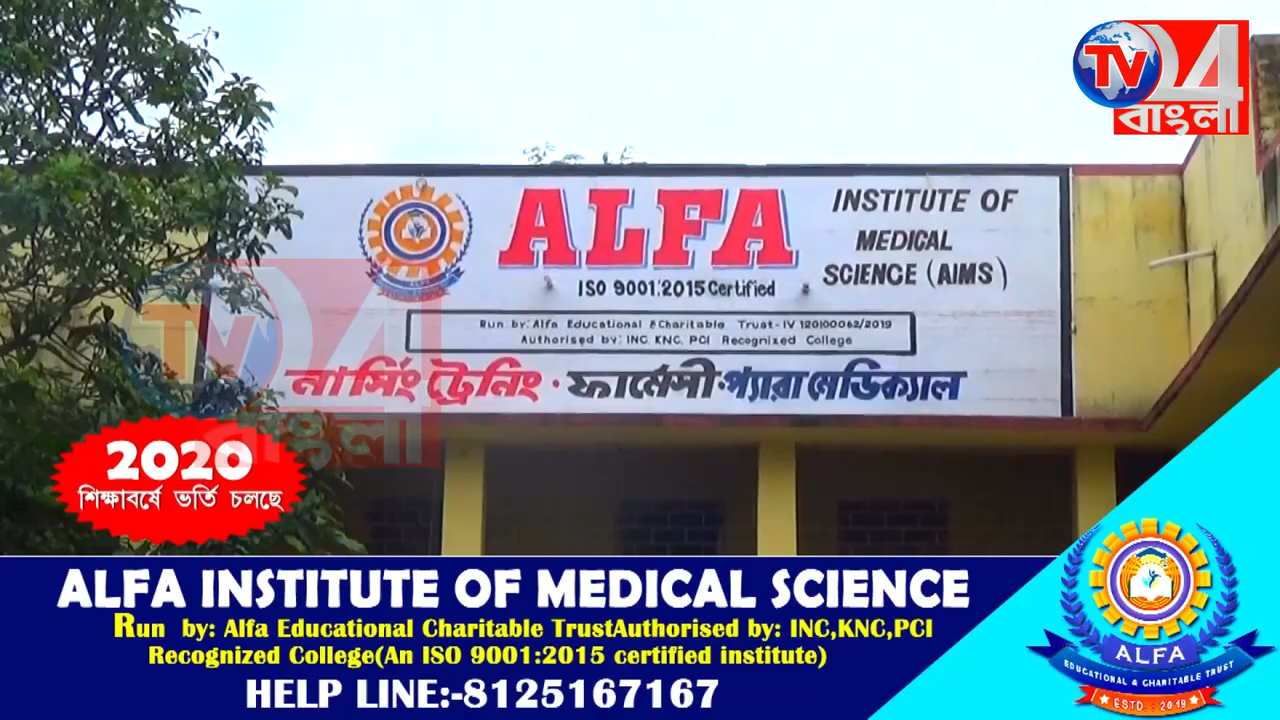 TV 24
বাংলা
ALFA
INSTITUTE OF
MEDICAL
SCIENCE (AIMS)
ISO 9001:2015 Certified
Run by: Alfa Educational & Charitable Trust-IV 120100062/2019
Authorised by: INC, KNC, PCI Recognized College
নার্সিং ট্রেনিং · ফার্মেসী · প্যারা মেডিক্যাল
TV 24
বাংলা
2020
শিক্ষাবর্ষে ভর্তি চলছে
ALFA INSTITUTE OF MEDICAL SCIENCE
Run by: Alfa Educational Charitable TrustAuthorised by: INC,KNC,PCI
Recognized College(An ISO 9001:2015 certified institute)
HELP LINE:-8125167167
ALFA
EDUCATIONAL & CHARITABLE TRUST
ESTD. : 2019